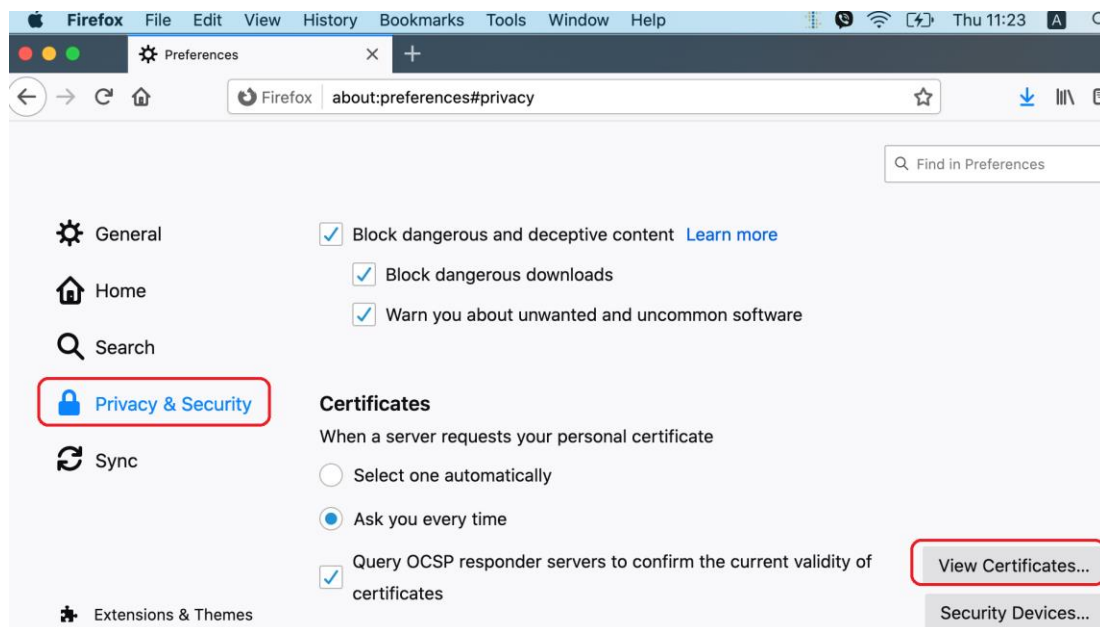 Firefox File Edit View History Bookmarks Tools Window Help Thu 11:23 A
Preferences
Firefox about:preferences#privacy
Find in Preferences
General
Home
Search
Privacy & Security
Sync
Extensions & Themes
Block dangerous and deceptive content Learn more
Block dangerous downloads
Warn you about unwanted and uncommon software
Certificates
When a server requests your personal certificate
Select one automatically
Ask you every time
Query OCSP responder servers to confirm the current validity of
certificates
View Certificates...
Security Devices...